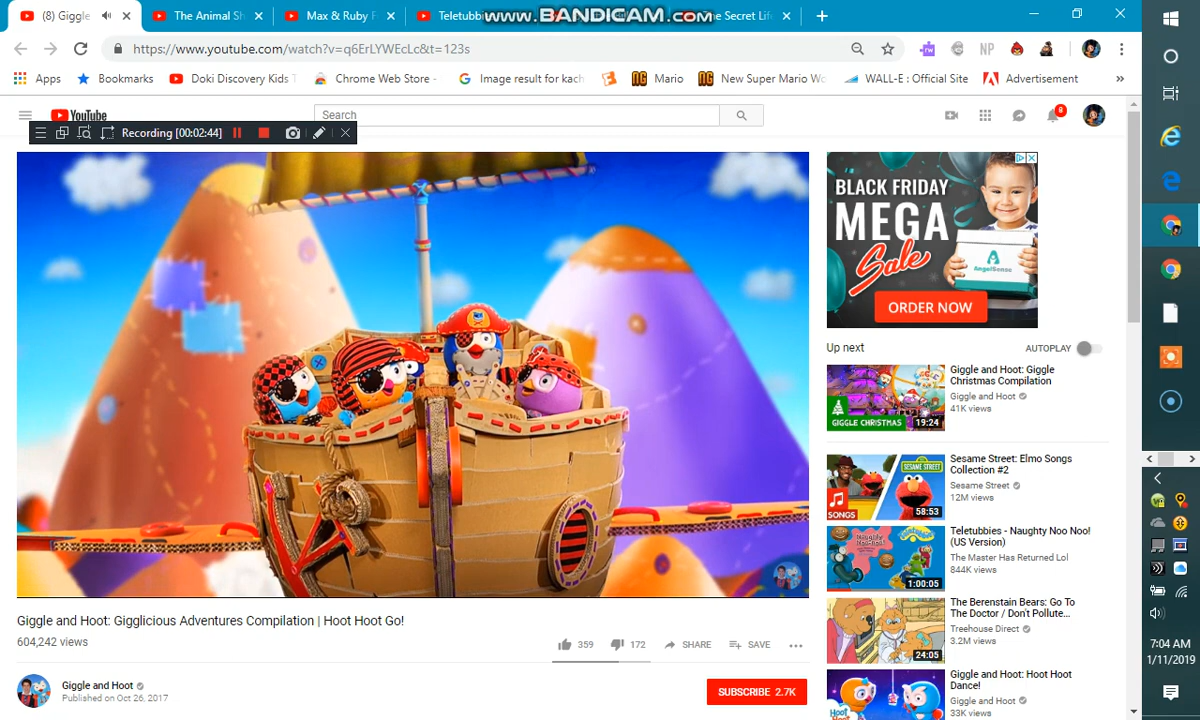 (8) Giggle
The Animal Sh
Max & Ruby F
Teletubbi
www.BANDICAM.com
he Secret Life
https://www.youtube.com/watch?v=q6ErLYWEcLc&t=123s
NP
Apps
Bookmarks
Doki Discovery Kids T
Chrome Web Store -
Image result for kach
Mario
New Super Mario Wo
WALL-E : Official Site
Advertisement
»
YouTube
Search
8
Recording [00:02:44]
BLACK FRIDAY
MEGA
Sale
AngelSense
ORDER NOW
Up next
AUTOPLAY
GIGGLE CHRISTMAS
19:24
Giggle and Hoot: Giggle
Christmas Compilation
Giggle and Hoot
41K views
SESAME STREET
SONGS
58:53
Sesame Street: Elmo Songs
Collection #2
Sesame Street
12M views
Naughty Noo-Noo!
1:00:05
Teletubbies - Naughty Noo Noo!
(US Version)
The Master Has Returned Lol
844K views
24:05
The Berenstain Bears: Go To
The Doctor / Don't Pollute...
Treehouse Direct
3.2M views
Giggle and Hoot: Hoot Hoot
Dance!
Giggle and Hoot
33K views
Giggle and Hoot: Gigglicious Adventures Compilation | Hoot Hoot Go!
604,242 views
359
172
SHARE
SAVE
Giggle and Hoot
Published on Oct 26, 2017
SUBSCRIBE 2.7K
7:04 AM
1/11/2019